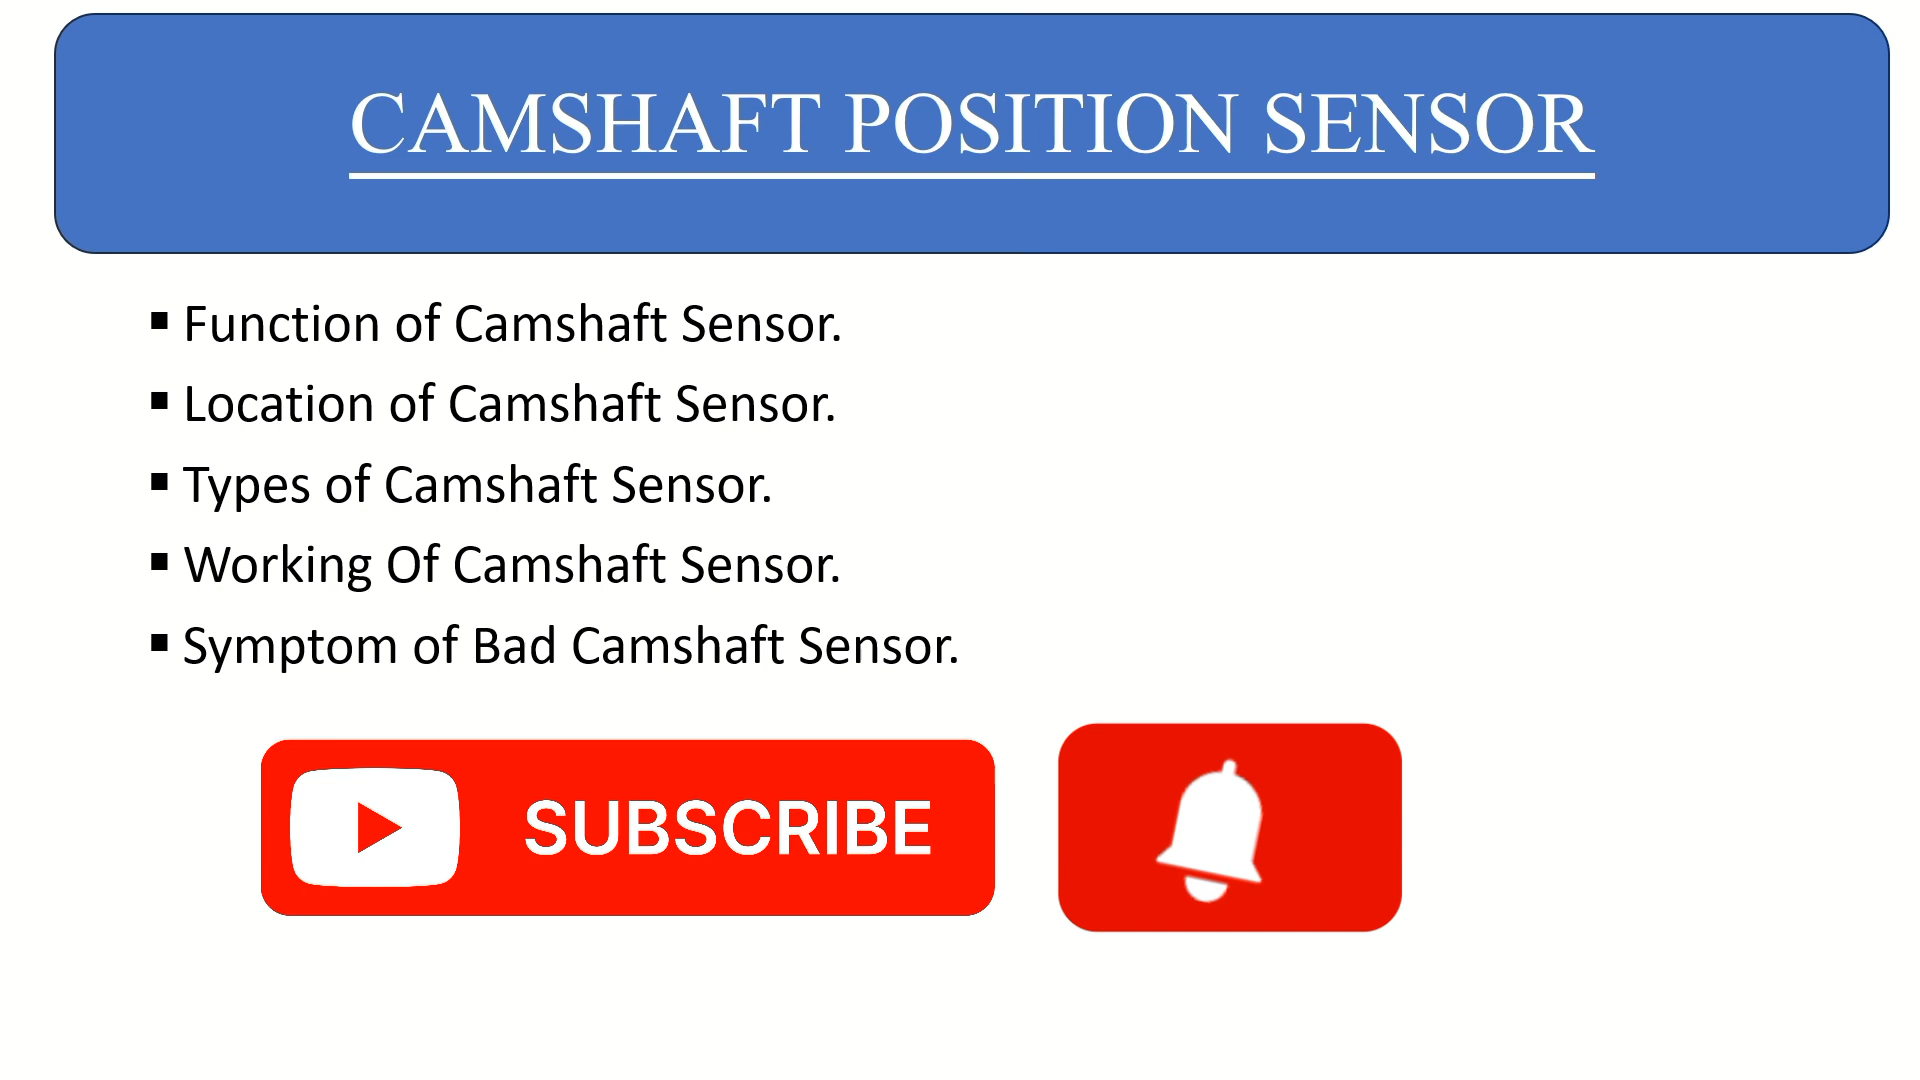 CAMSHAFT POSITION SENSOR
▪ Function of Camshaft Sensor.
▪ Location of Camshaft Sensor.
▪ Types of Camshaft Sensor.
▪ Working Of Camshaft Sensor.
▪ Symptom of Bad Camshaft Sensor.
SUBSCRIBE